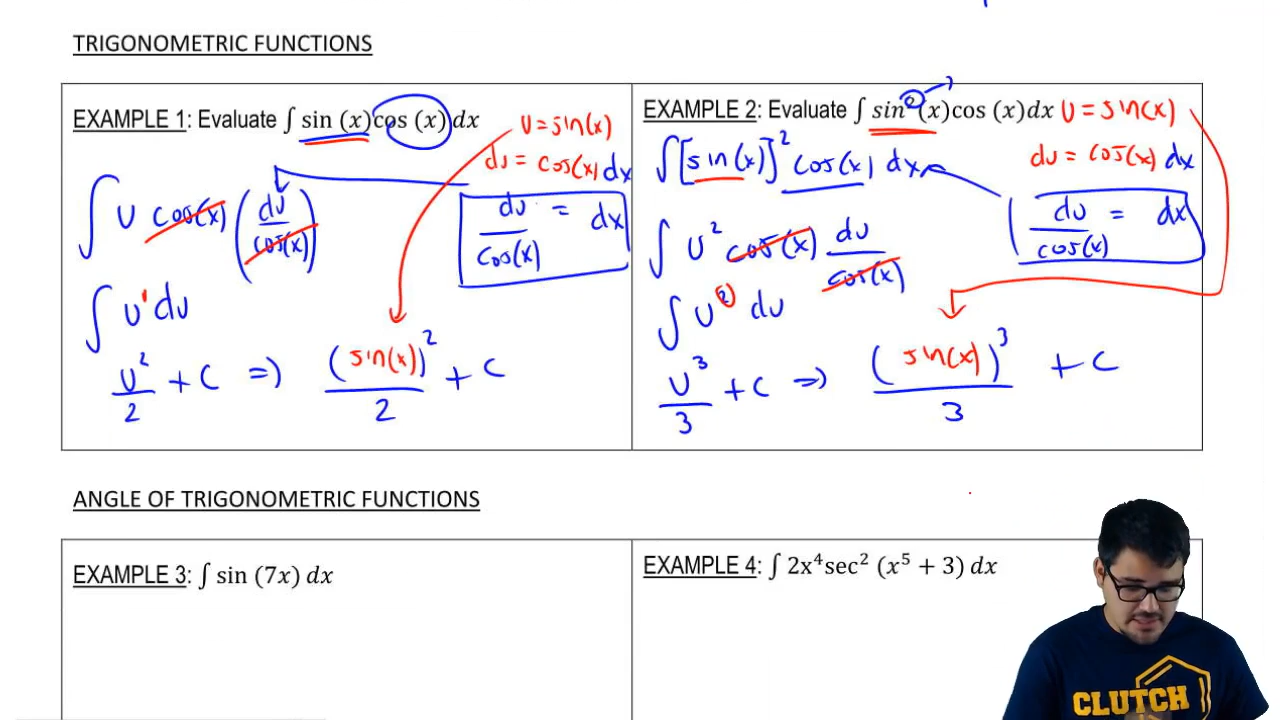 TRIGONOMETRIC FUNCTIONS
EXAMPLE 1: Evaluate ∫ sin (x)cos (x) dx
U = sin(x)
du = cos(x) dx
du/cos(x) = dx
∫ U cos(x) (du/cos(x))
∫ U¹ du
U²/2 + C ⇒ (sin(x))²/2 + C
EXAMPLE 2: Evaluate ∫ sin²(x)cos (x)dx
U = sin(x)
du = cos(x) dx
∫ [sin(x)]² cos(x) dx
du/cos(x) = dx
∫ U² cos(x) du/cos(x)
∫ U² du
U³/3 + C ⇒ (sin(x))³/3 + C
ANGLE OF TRIGONOMETRIC FUNCTIONS
EXAMPLE 3: ∫ sin (7x) dx
EXAMPLE 4: ∫ 2x⁴sec² (x⁵ + 3) dx
CLUTCH